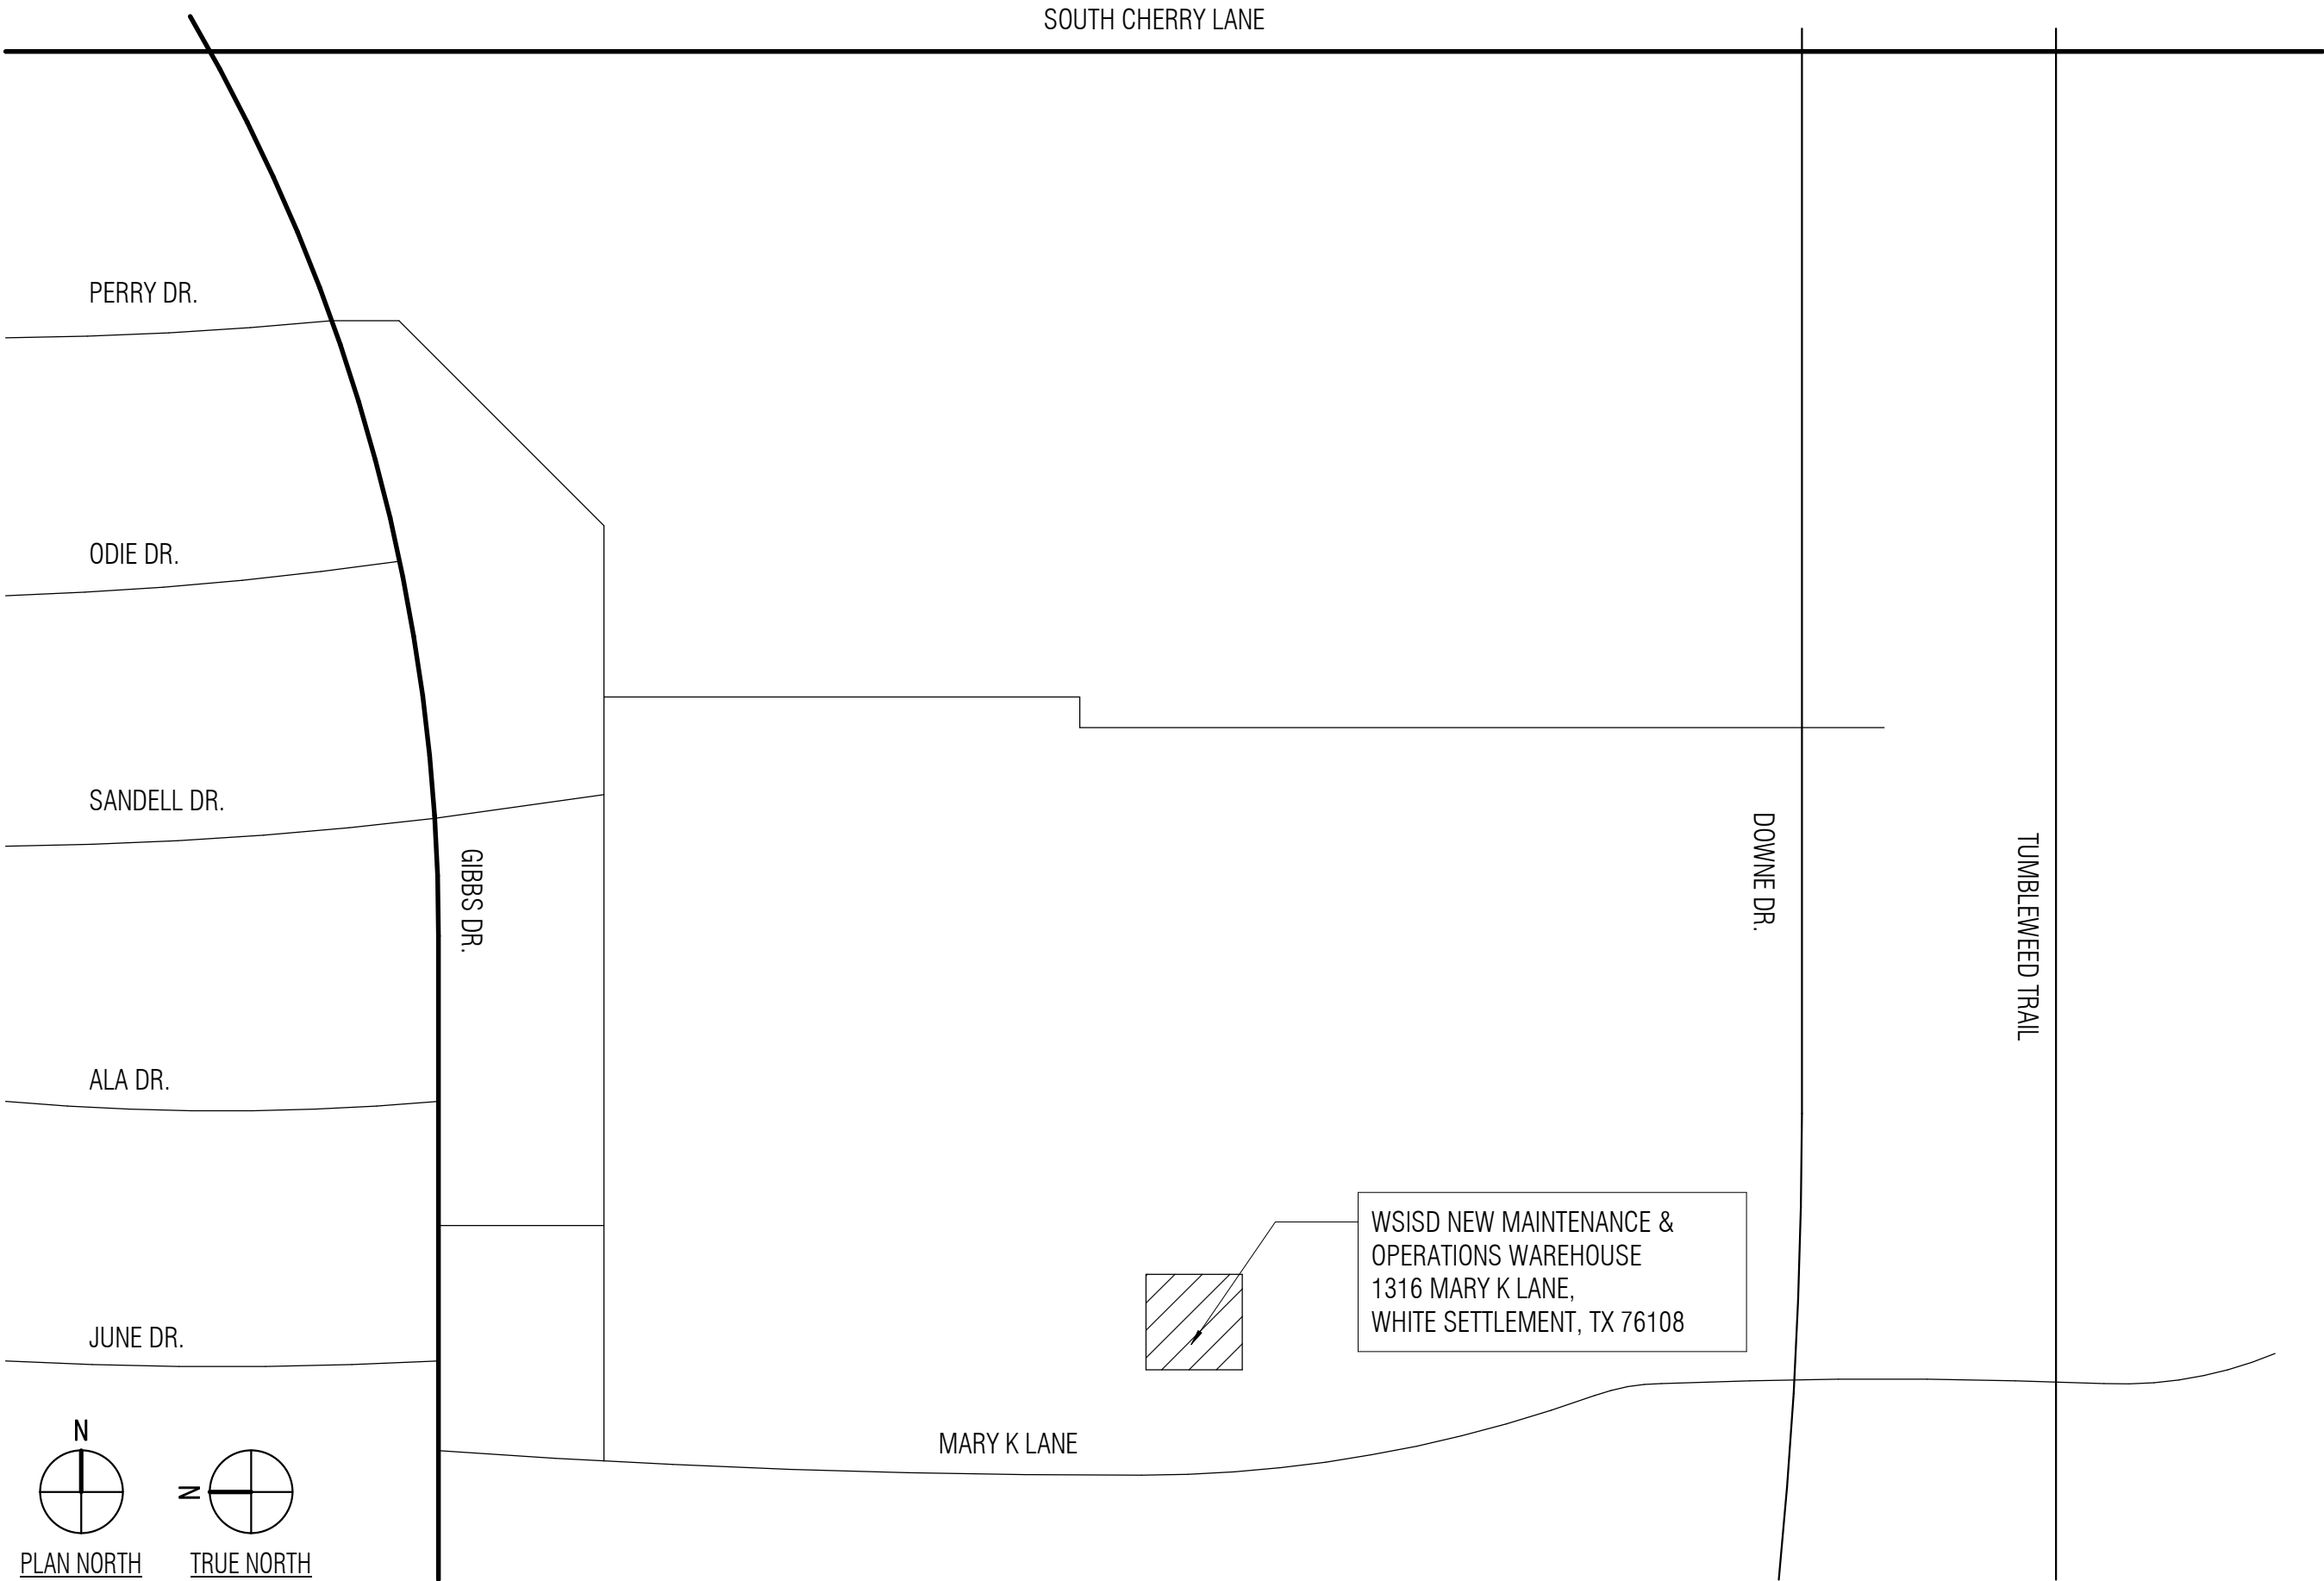 SOUTH CHERRY LANE
PERRY DR.
ODIE DR.
SANDELL DR.
GIBBS DR.
DOWNE DR.
TUMBLEWEED TRAIL
ALA DR.
WSISD NEW MAINTENANCE &
OPERATIONS WAREHOUSE
1316 MARY K LANE,
WHITE SETTLEMENT, TX 76108
JUNE DR.
MARY K LANE
N
N
PLAN NORTH
TRUE NORTH